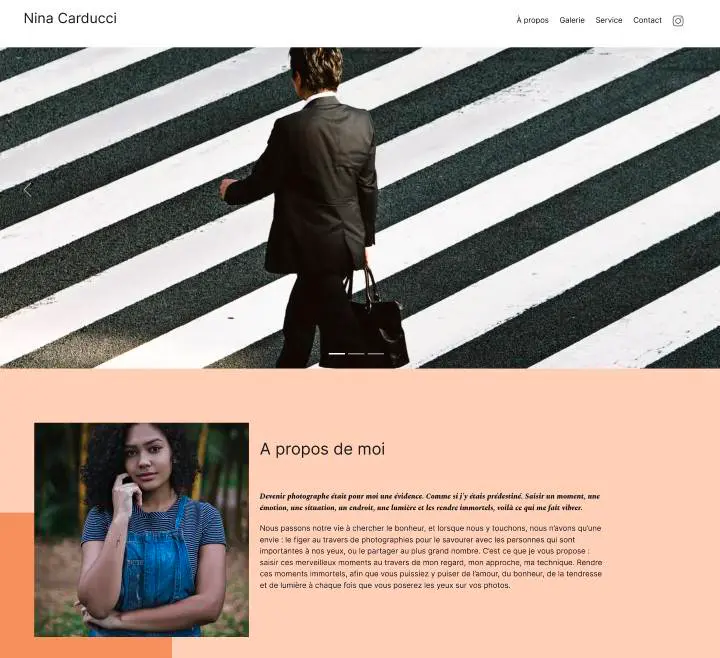 Nina Carducci
À propos Galerie Service Contact
A propos de moi
Devenir photographe était pour moi une évidence. Comme si j'y étais prédestiné. Saisir un moment, une
émotion, une situation, un endroit, une lumière et les rendre immortels, voilà ce qui me fait vibrer.
Nous passons notre vie à chercher le bonheur, et lorsque nous y touchons, nous n'avons qu'une
envie : le figer au travers de photographies pour le savourer avec les personnes qui sont
importantes à nos yeux, ou le partager au plus grand nombre. C'est ce que je vous propose :
saisir ces merveilleux moments au travers de mon regard, mon approche, ma technique. Rendre
ces moments immortels, afin que vous puissiez y puiser de l'amour, du bonheur, de la tendresse
et de lumière à chaque fois que vous poserez les yeux sur vos photos.